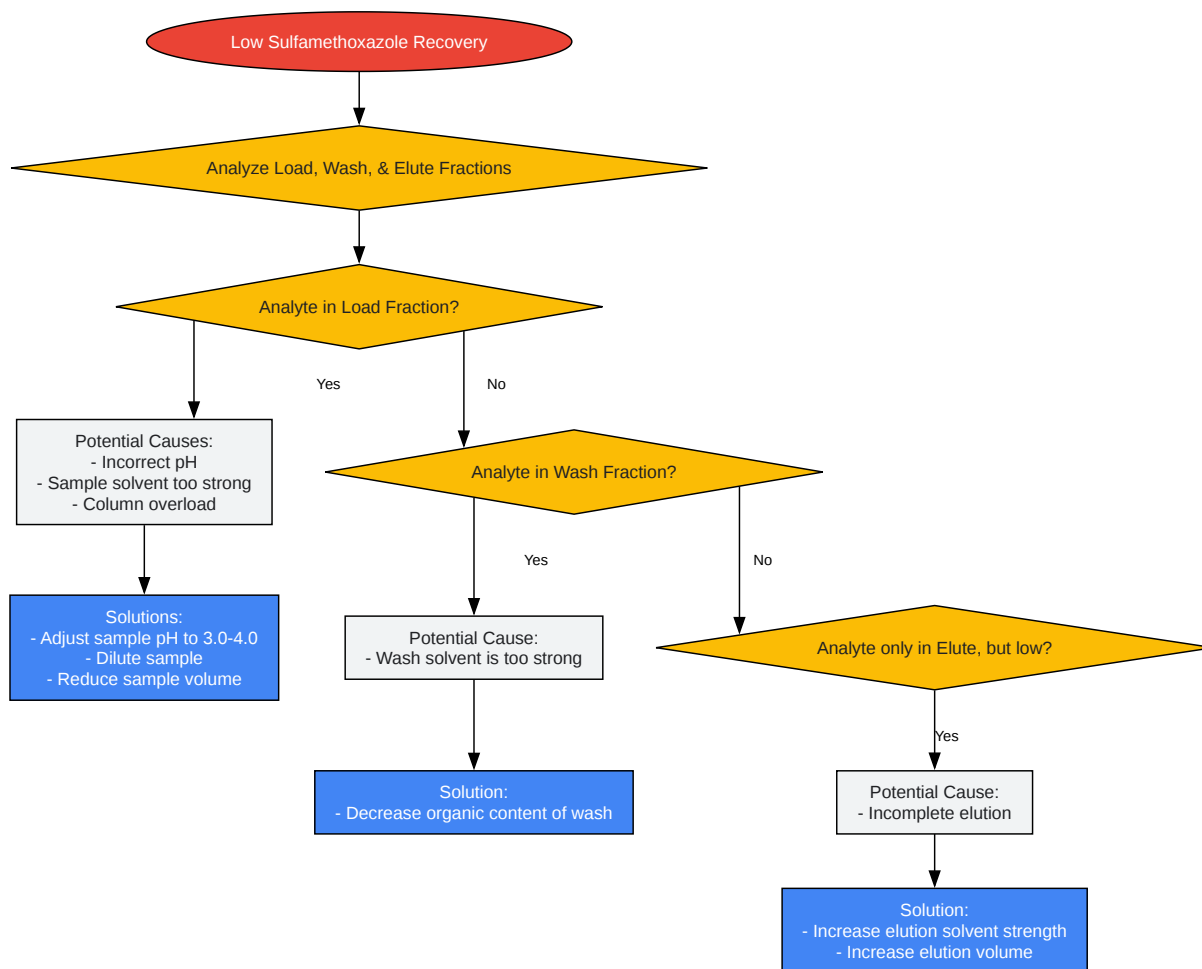 Low Sulfamethoxazole Recovery
Analyze Load, Wash, & Elute Fractions
Analyte in Load Fraction?
Yes
No
Potential Causes:
- Incorrect pH
- Sample solvent too strong
- Column overload
Analyte in Wash Fraction?
Yes
No
Solutions:
- Adjust sample pH to 3.0-4.0
- Dilute sample
- Reduce sample volume
Potential Cause:
- Wash solvent is too strong
Analyte only in Elute, but low?
Yes
Solution:
- Decrease organic content of wash
Potential Cause:
- Incomplete elution
Solution:
- Increase elution solvent strength
- Increase elution volume